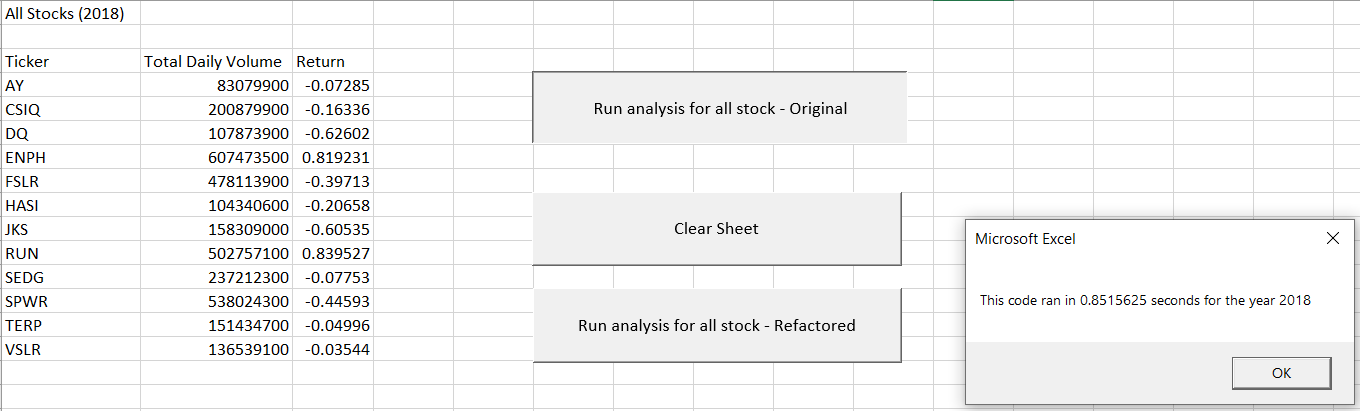 All Stocks (2018)
Ticker Total Daily Volume Return
AY 83079900 -0.07285
CSIQ 200879900 -0.16336
DQ 107873900 -0.62602
ENPH 607473500 0.819231
FSLR 478113900 -0.39713
HASI 104340600 -0.20658
JKS 158309000 -0.60535
RUN 502757100 0.839527
SEDG 237212300 -0.07753
SPWR 538024300 -0.44593
TERP 151434700 -0.04996
VSLR 136539100 -0.03544
Run analysis for all stock - Original
Clear Sheet
Run analysis for all stock - Refactored
Microsoft Excel
This code ran in 0.8515625 seconds for the year 2018
OK